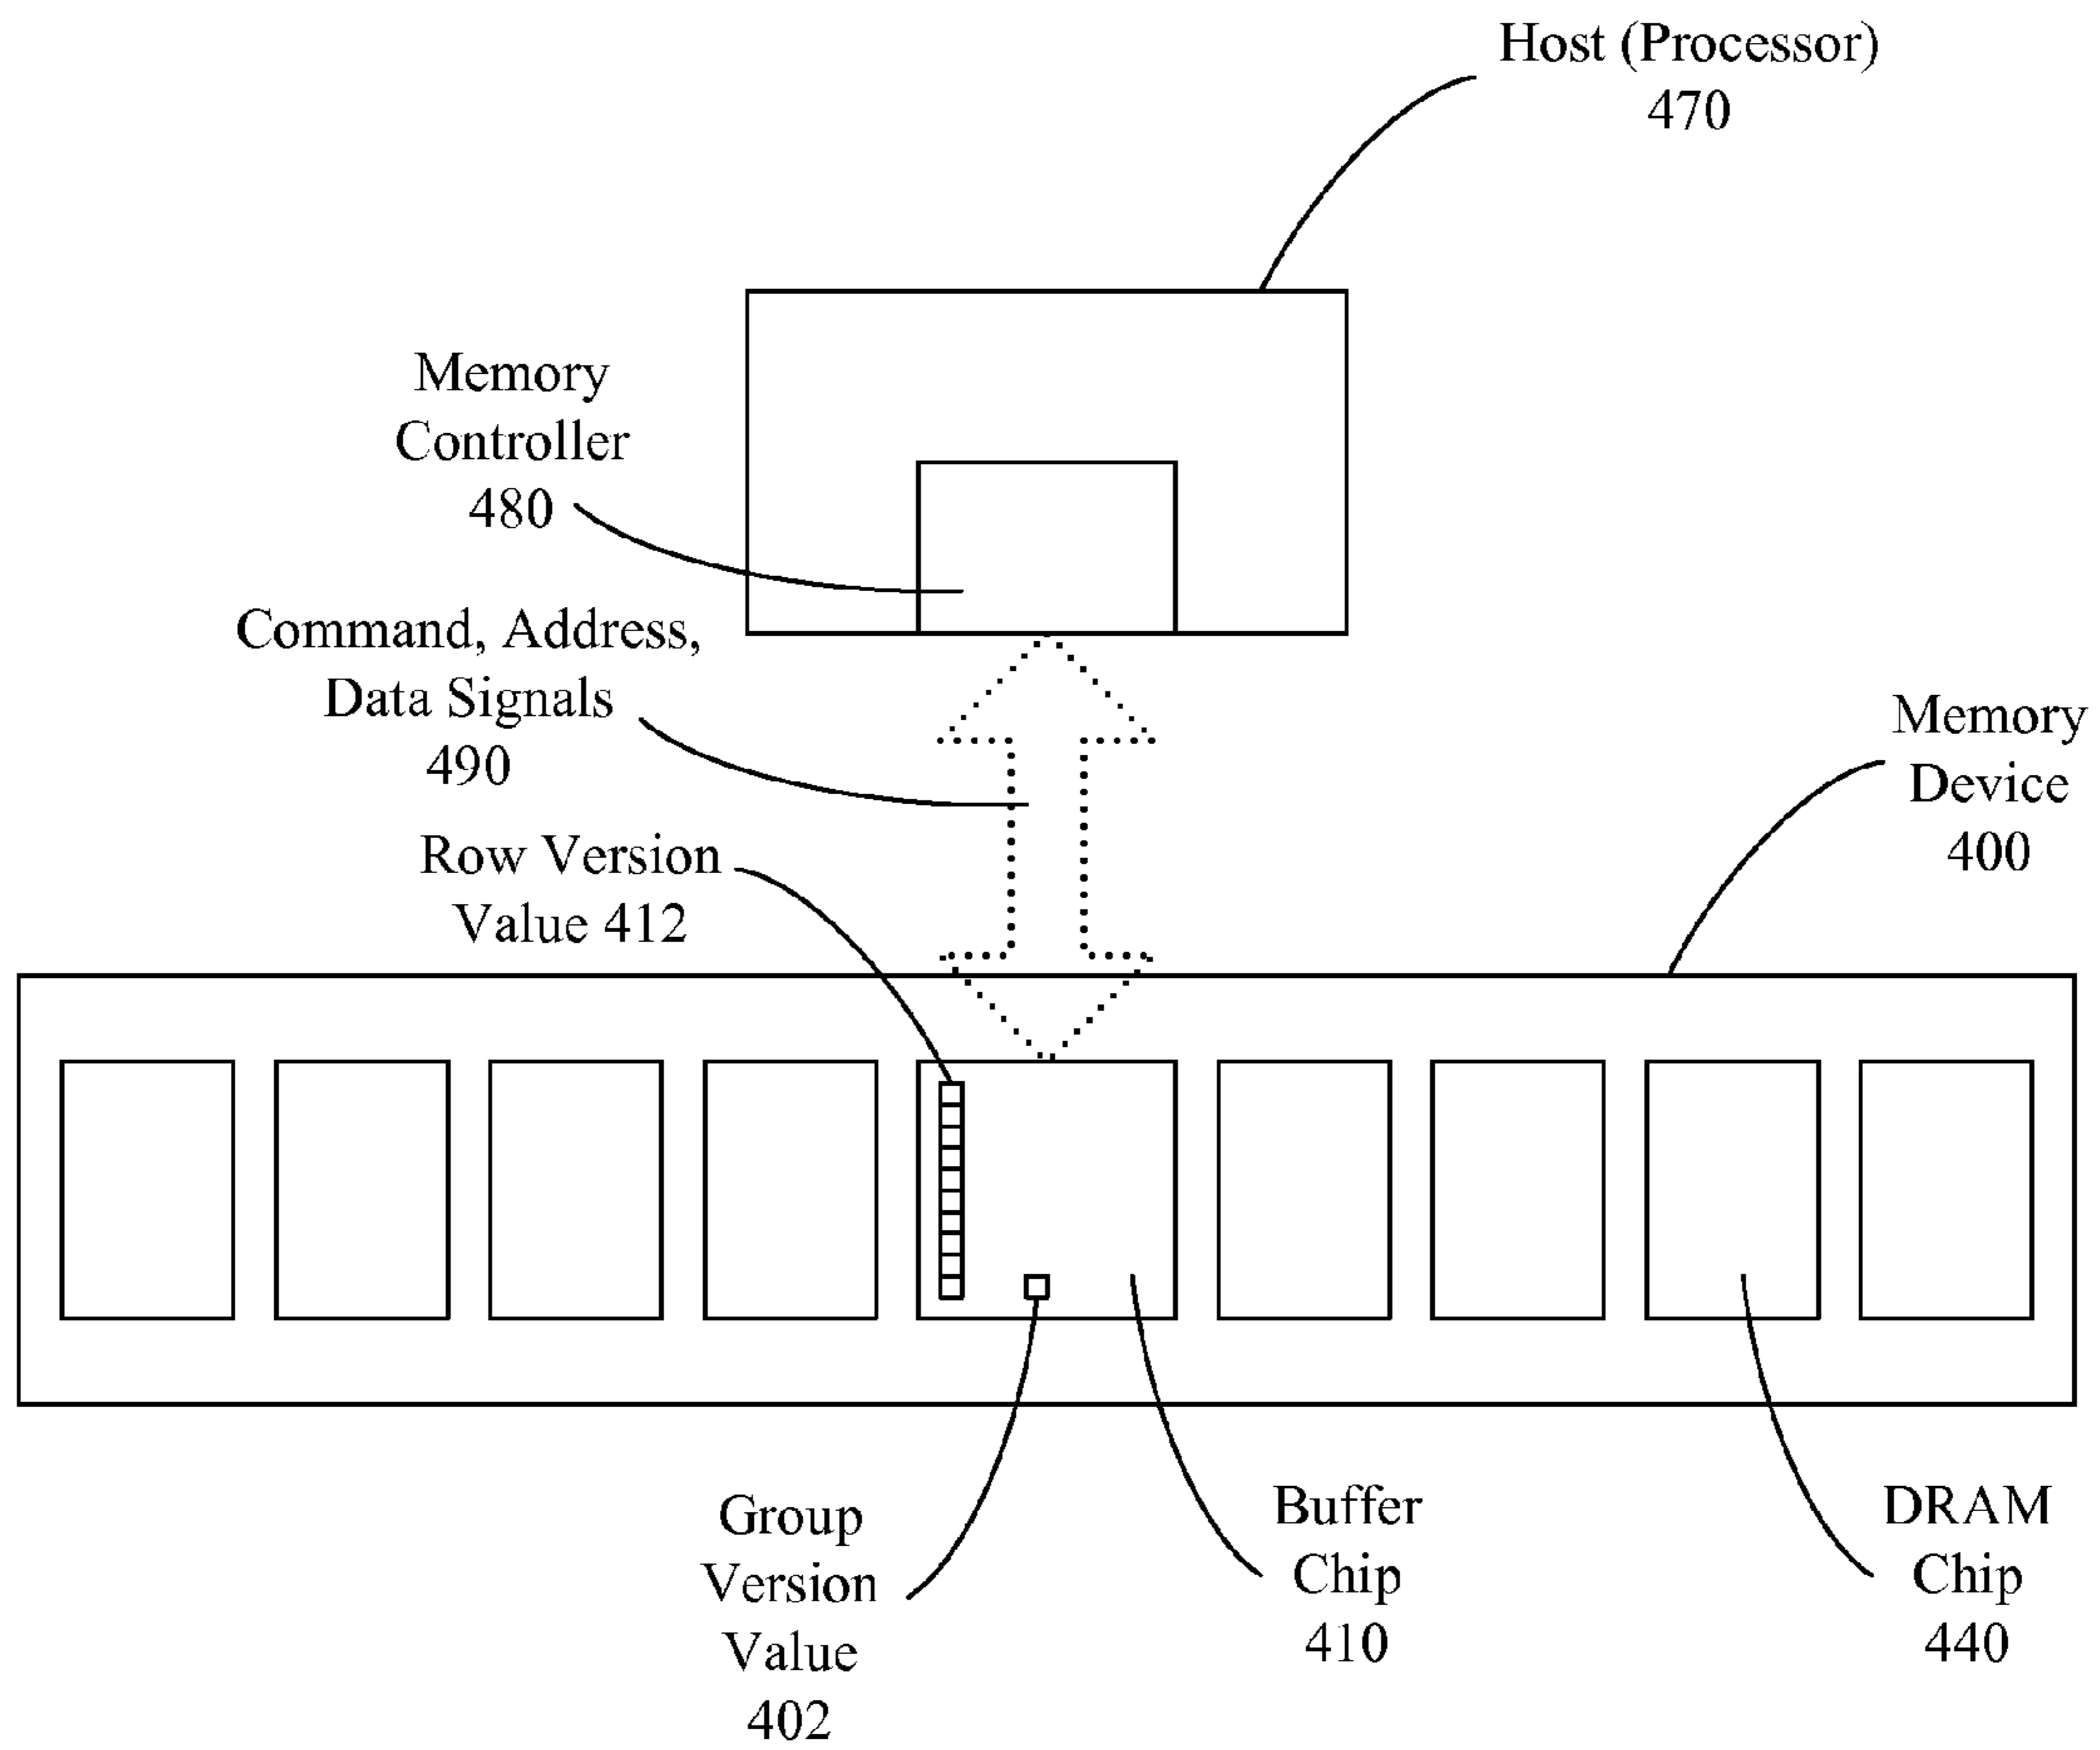 Host (Processor)
470
Memory
Controller
480
Command, Address,
Data Signals
490
Memory
Device
400
Row Version
Value 412
Group
Version
Value
402
Buffer
Chip
410
DRAM
Chip
440